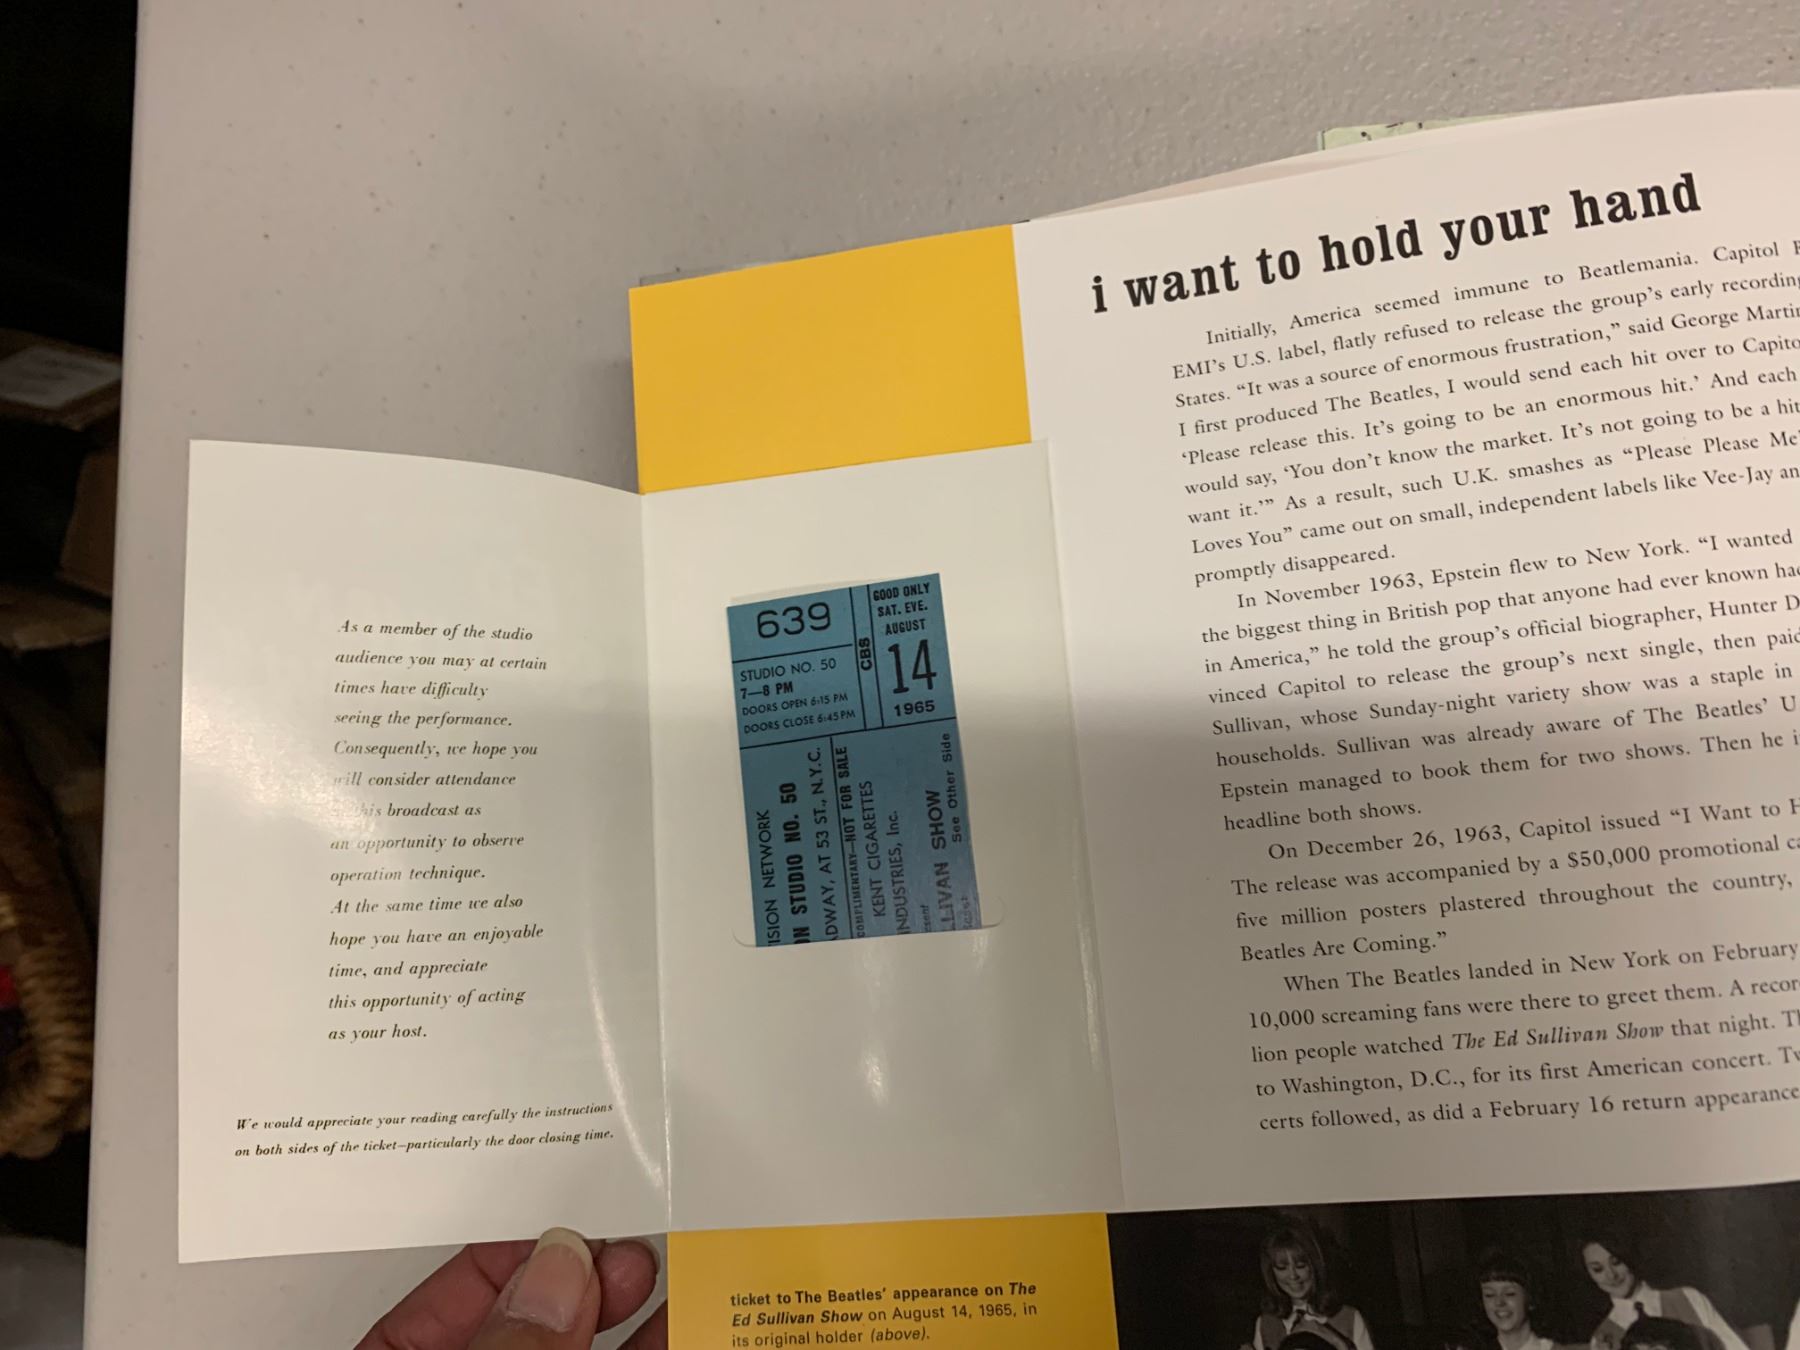 As a member of the studio
audience you may at certain
times have difficulty
seeing the performance.
Consequently, we hope you
will consider attendance
this broadcast as
an opportunity to observe
operation technique.
At the same time we also
hope you have an enjoyable
time, and appreciate
this opportunity of acting
as your host.
We would appreciate your reading carefully the instructions
on both sides of the ticket—particularly the door closing time.
639
STUDIO NO. 50
7—8 PM
DOORS OPEN 6:15 PM
DOORS CLOSE 6:45 PM
CBS
GOOD ONLY
SAT. EVE.
AUGUST
14
1965
ISION NETWORK
ON STUDIO NO. 50
ADWAY, AT 53 ST., N.Y.C.
COMPLIMENTARY—NOT FOR SALE
KENT CIGARETTES
INDUSTRIES, Inc.
sent
LLIVAN SHOW
See Other Side
ticket to The Beatles' appearance on The
Ed Sullivan Show on August 14, 1965, in
its original holder (above).
i want to hold your hand
Initially, America seemed immune to Beatlemania. Capitol
EMI's U.S. label, flatly refused to release the group's early recording
States. “It was a source of enormous frustration,” said George Martin
I first produced The Beatles, I would send each hit over to Capito
‘Please release this. It's going to be an enormous hit.’ And each
would say, ‘You don't know the market. It's not going to be a hit
want it.’” As a result, such U.K. smashes as “Please Please Me”
Loves You” came out on small, independent labels like Vee-Jay an
promptly disappeared.
In November 1963, Epstein flew to New York. “I wanted
the biggest thing in British pop that anyone had ever known had
in America,” he told the group's official biographer, Hunter D
vinced Capitol to release the group's next single, then paid
Sullivan, whose Sunday-night variety show was a staple in
households. Sullivan was already aware of The Beatles' U
Epstein managed to book them for two shows. Then he i
headline both shows.
On December 26, 1963, Capitol issued “I Want to H
The release was accompanied by a $50,000 promotional ca
five million posters plastered throughout the country,
Beatles Are Coming.”
When The Beatles landed in New York on February
10,000 screaming fans were there to greet them. A recor
lion people watched The Ed Sullivan Show that night. Th
to Washington, D.C., for its first American concert. Tw
certs followed, as did a February 16 return appearance